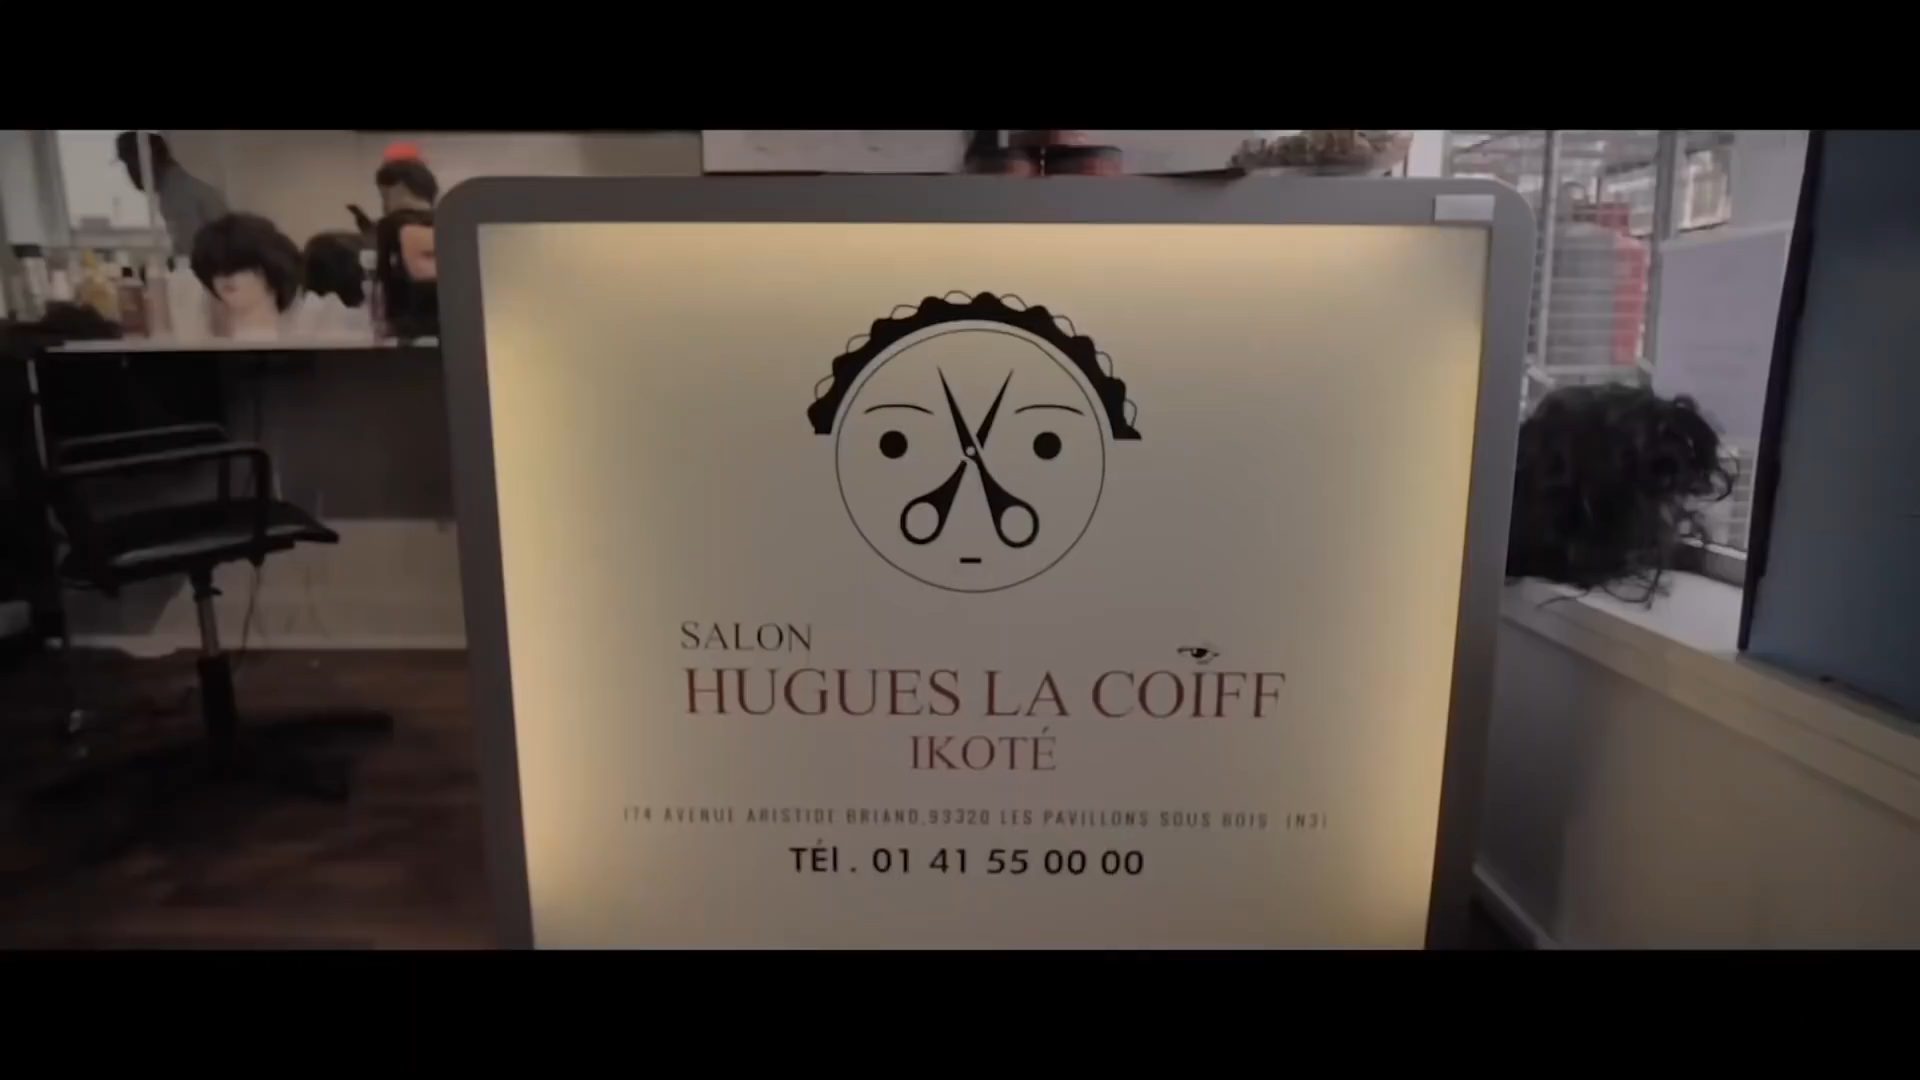 SALON
HUGUES LA COIFF
IKOTÉ
174 AVENUE ARISTIDE BRIAND,93320 LES PAVILLONS SOUS BOIS (N3)
TÉl . 01 41 55 00 00